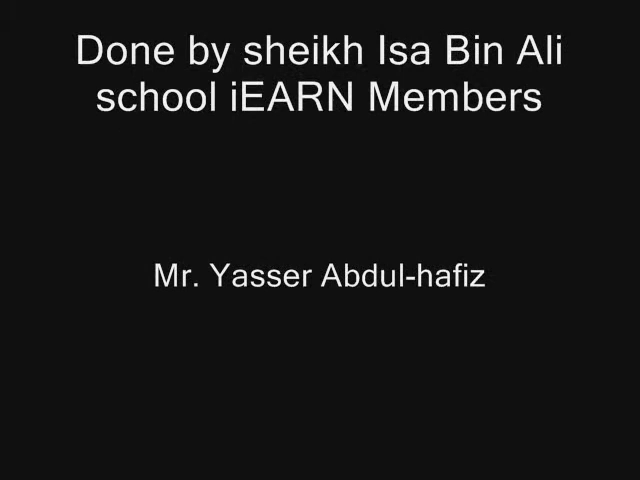 Done by sheikh Isa Bin Ali
school iEARN Members
Mr. Yasser Abdul-hafiz